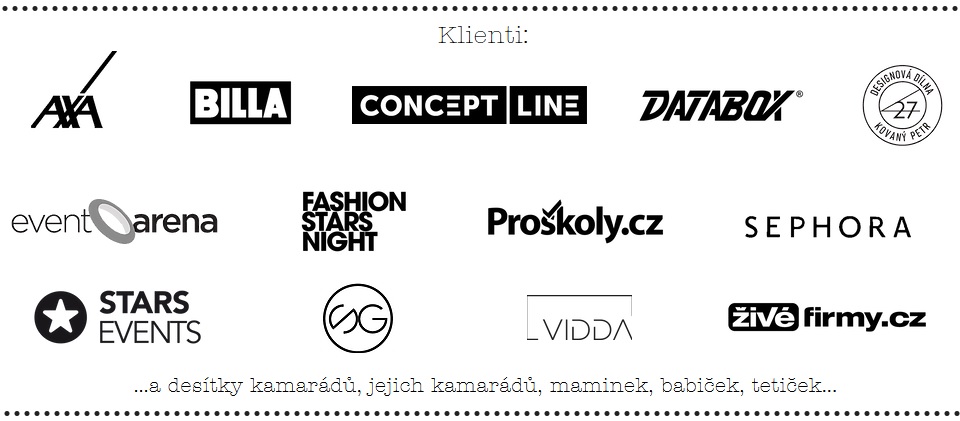 Klienti:
AXA
BILLA
CONCEPT LINE
DATABOX®
DESIGNOVÁ DÍLNA
27
KOVANÝ PETR
event arena
FASHION
STARS
NIGHT
Proškoly.cz
SEPHORA
STARS
EVENTS
SG
VIDDA
živé firmy.cz
...a desítky kamarádů, jejich kamarádů, maminek, babiček, tetiček...